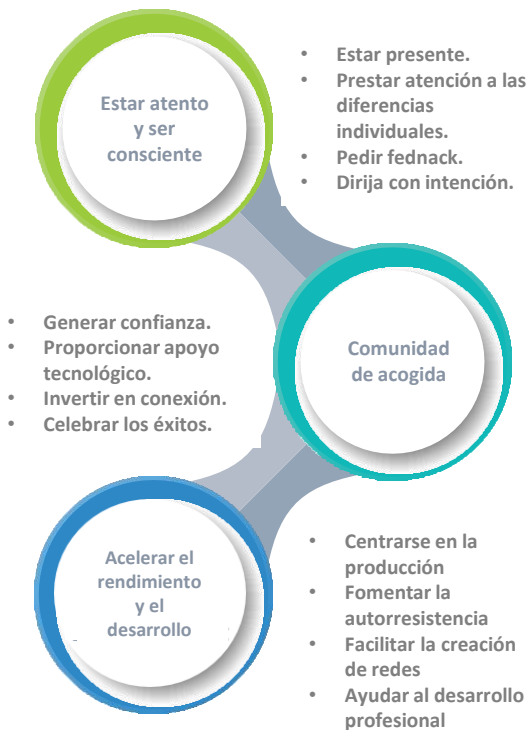 Estar atento
y ser
consciente
• Estar presente.
• Prestar atención a las
diferencias
individuales.
• Pedir fednack.
• Dirija con intención.
• Generar confianza.
• Proporcionar apoyo
tecnológico.
• Invertir en conexión.
• Celebrar los éxitos.
Comunidad
de acogida
Acelerar el
rendimiento
y el
desarrollo
• Centrarse en la
producción
• Fomentar la
autorresistencia
• Facilitar la creación
de redes
• Ayudar al desarrollo
profesional